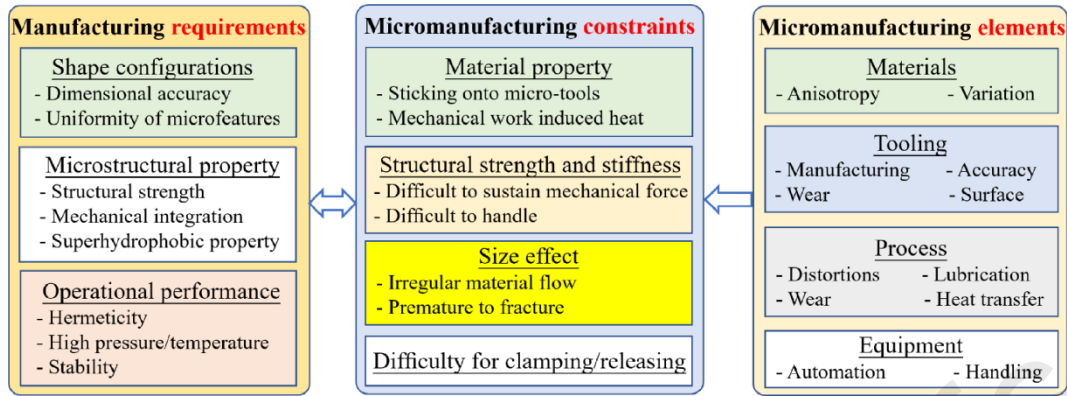 Manufacturing requirements
Shape configurations
- Dimensional accuracy
- Uniformity of microfeatures
Microstructural property
- Structural strength
- Mechanical integration
- Superhydrophobic property
Operational performance
- Hermeticity
- High pressure/temperature
- Stability
Micromanufacturing constraints
Material property
- Sticking onto micro-tools
- Mechanical work induced heat
Structural strength and stiffness
- Difficult to sustain mechanical force
- Difficult to handle
Size effect
- Irregular material flow
- Premature to fracture
Difficulty for clamping/releasing
Micromanufacturing elements
Materials
- Anisotropy - Variation
Tooling
- Manufacturing - Accuracy
- Wear - Surface
Process
- Distortions - Lubrication
- Wear - Heat transfer
Equipment
- Automation - Handling